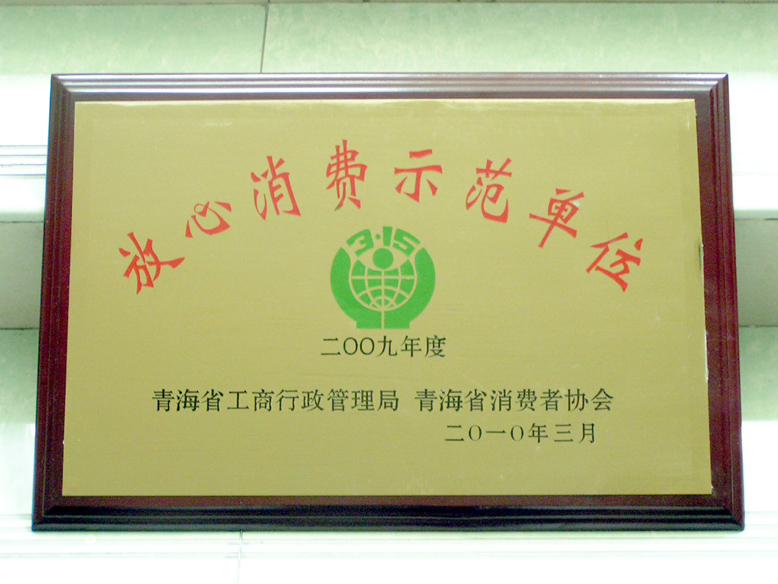 放心消费示范单位
3·15
二OO九年度
青海省工商行政管理局 青海省消费者协会
二O一O年三月